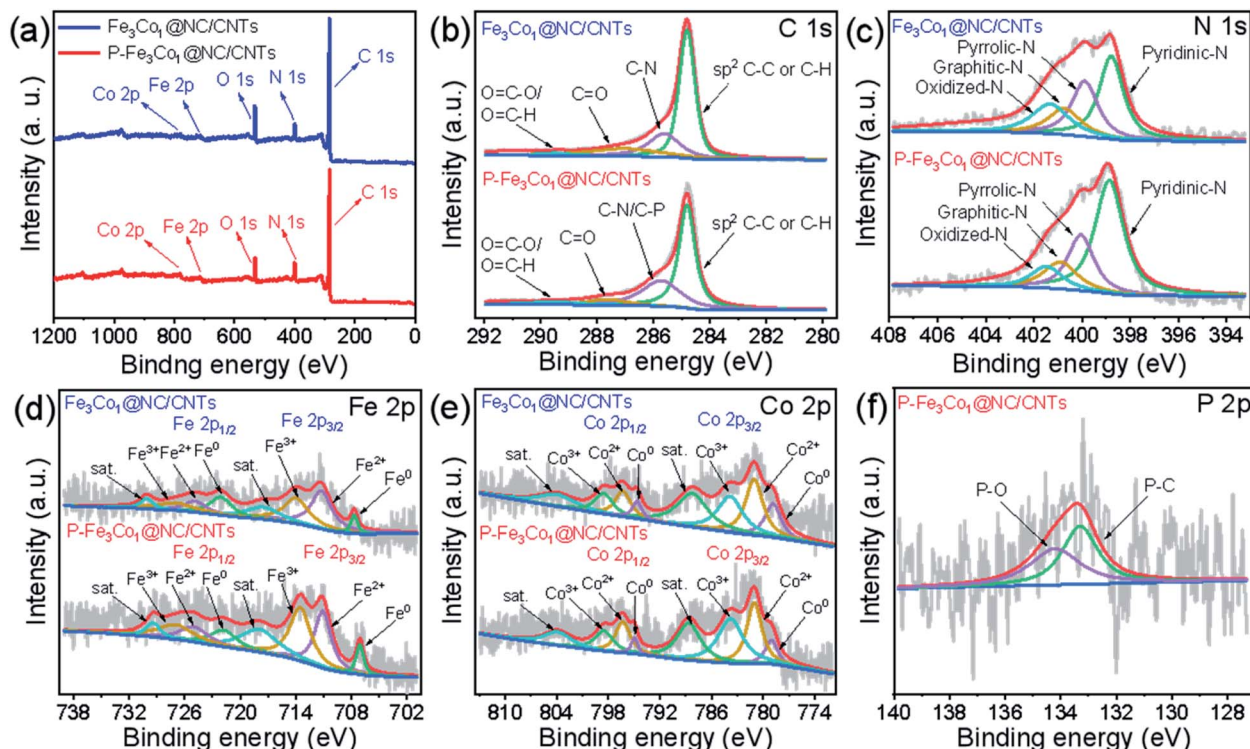 (a)
Fe₃Co₁@NC/CNTs
P-Fe₃Co₁@NC/CNTs
C 1s
O 1s
N 1s
Fe 2p
Co 2p
C 1s
O 1s
N 1s
Fe 2p
Co 2p
Intensity (a. u.)
1200 1000 800 600 400 200 0
Bindng energy (eV)
(b)
Fe₃Co₁@NC/CNTs
C 1s
C-N
O=C-O/
O=C-H
C=O
sp² C-C or C-H
P-Fe₃Co₁@NC/CNTs
C-N/C-P
O=C-O/
O=C-H
C=O
sp² C-C or C-H
Intensity (a.u.)
292 290 288 286 284 282 280
Binding energy (eV)
(c)
N 1s
Fe₃Co₁@NC/CNTs
Pyrrolic-N
Graphitic-N
Oxidized-N
Pyridinic-N
P-Fe₃Co₁@NC/CNTs
Pyrrolic-N
Graphitic-N
Oxidized-N
Pyridinic-N
Intensity (a.u.)
408 406 404 402 400 398 396 394
Binding energy (eV)
(d)
Fe₃Co₁@NC/CNTs
Fe 2p
Fe 2p₁/₂ Fe 2p₃/₂
sat. Fe³⁺ Fe²⁺ Fe⁰ sat. Fe³⁺ Fe²⁺ Fe⁰
P-Fe₃Co₁@NC/CNTs
Fe 2p₁/₂ Fe 2p₃/₂
sat. Fe³⁺ Fe²⁺ Fe⁰ sat. Fe³⁺ Fe²⁺ Fe⁰
Intensity (a.u.)
738 732 726 720 714 708 702
Binding energy (eV)
(e)
Fe₃Co₁@NC/CNTs
Co 2p
Co 2p₁/₂ Co 2p₃/₂
sat. Co³⁺ Co²⁺ Co⁰ sat. Co³⁺ Co²⁺ Co⁰
P-Fe₃Co₁@NC/CNTs
Co 2p₁/₂ Co 2p₃/₂
sat. Co³⁺ Co²⁺ Co⁰ sat. Co³⁺ Co²⁺ Co⁰
Intensity (a.u.)
810 804 798 792 786 780 774
Binding energy (eV)
(f)
P-Fe₃Co₁@NC/CNTs
P 2p
P-O
P-C
Intensity (a.u.)
140 138 136 134 132 130 128
Binding energy (eV)